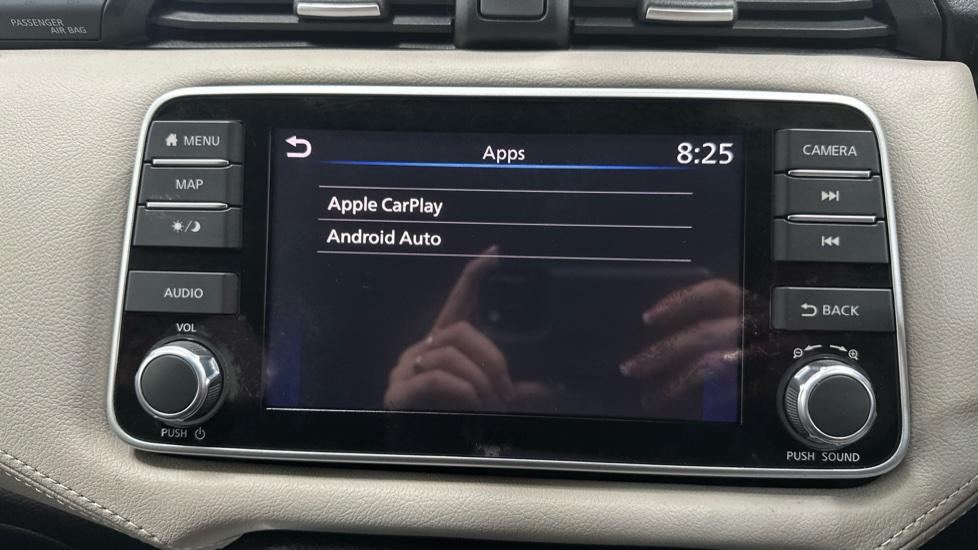 PASSENGER
AIR BAG
MENU
MAP
AUDIO
VOL
PUSH
Apps
8:25
Apple CarPlay
Android Auto
CAMERA
BACK
PUSH SOUND